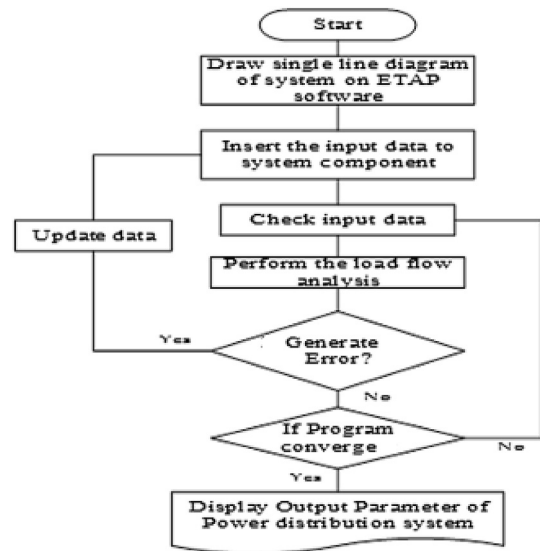 Start
Draw single line diagram
of system on ETAP
software
Insert the input data to
system component
Check input data
Update data
Perform the load flow
analysis
Yes
Generate
Error?
No
If Program
converge
No
Yes
Display Output Parameter of
Power distribution system